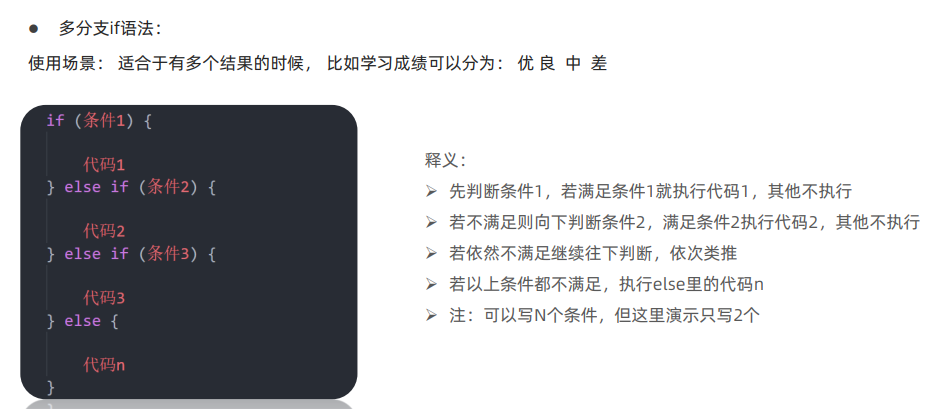 ● 多分支if语法：
使用场景： 适合于有多个结果的时候， 比如学习成绩可以分为： 优 良 中 差
if (条件1) {
代码1
} else if (条件2) {
代码2
} else if (条件3) {
代码3
} else {
代码n
}
释义：
➢ 先判断条件1，若满足条件1就执行代码1，其他不执行
➢ 若不满足则向下判断条件2，满足条件2执行代码2，其他不执行
➢ 若依然不满足继续往下判断，依次类推
➢ 若以上条件都不满足，执行else里的代码n
➢ 注：可以写N个条件，但这里演示只写2个